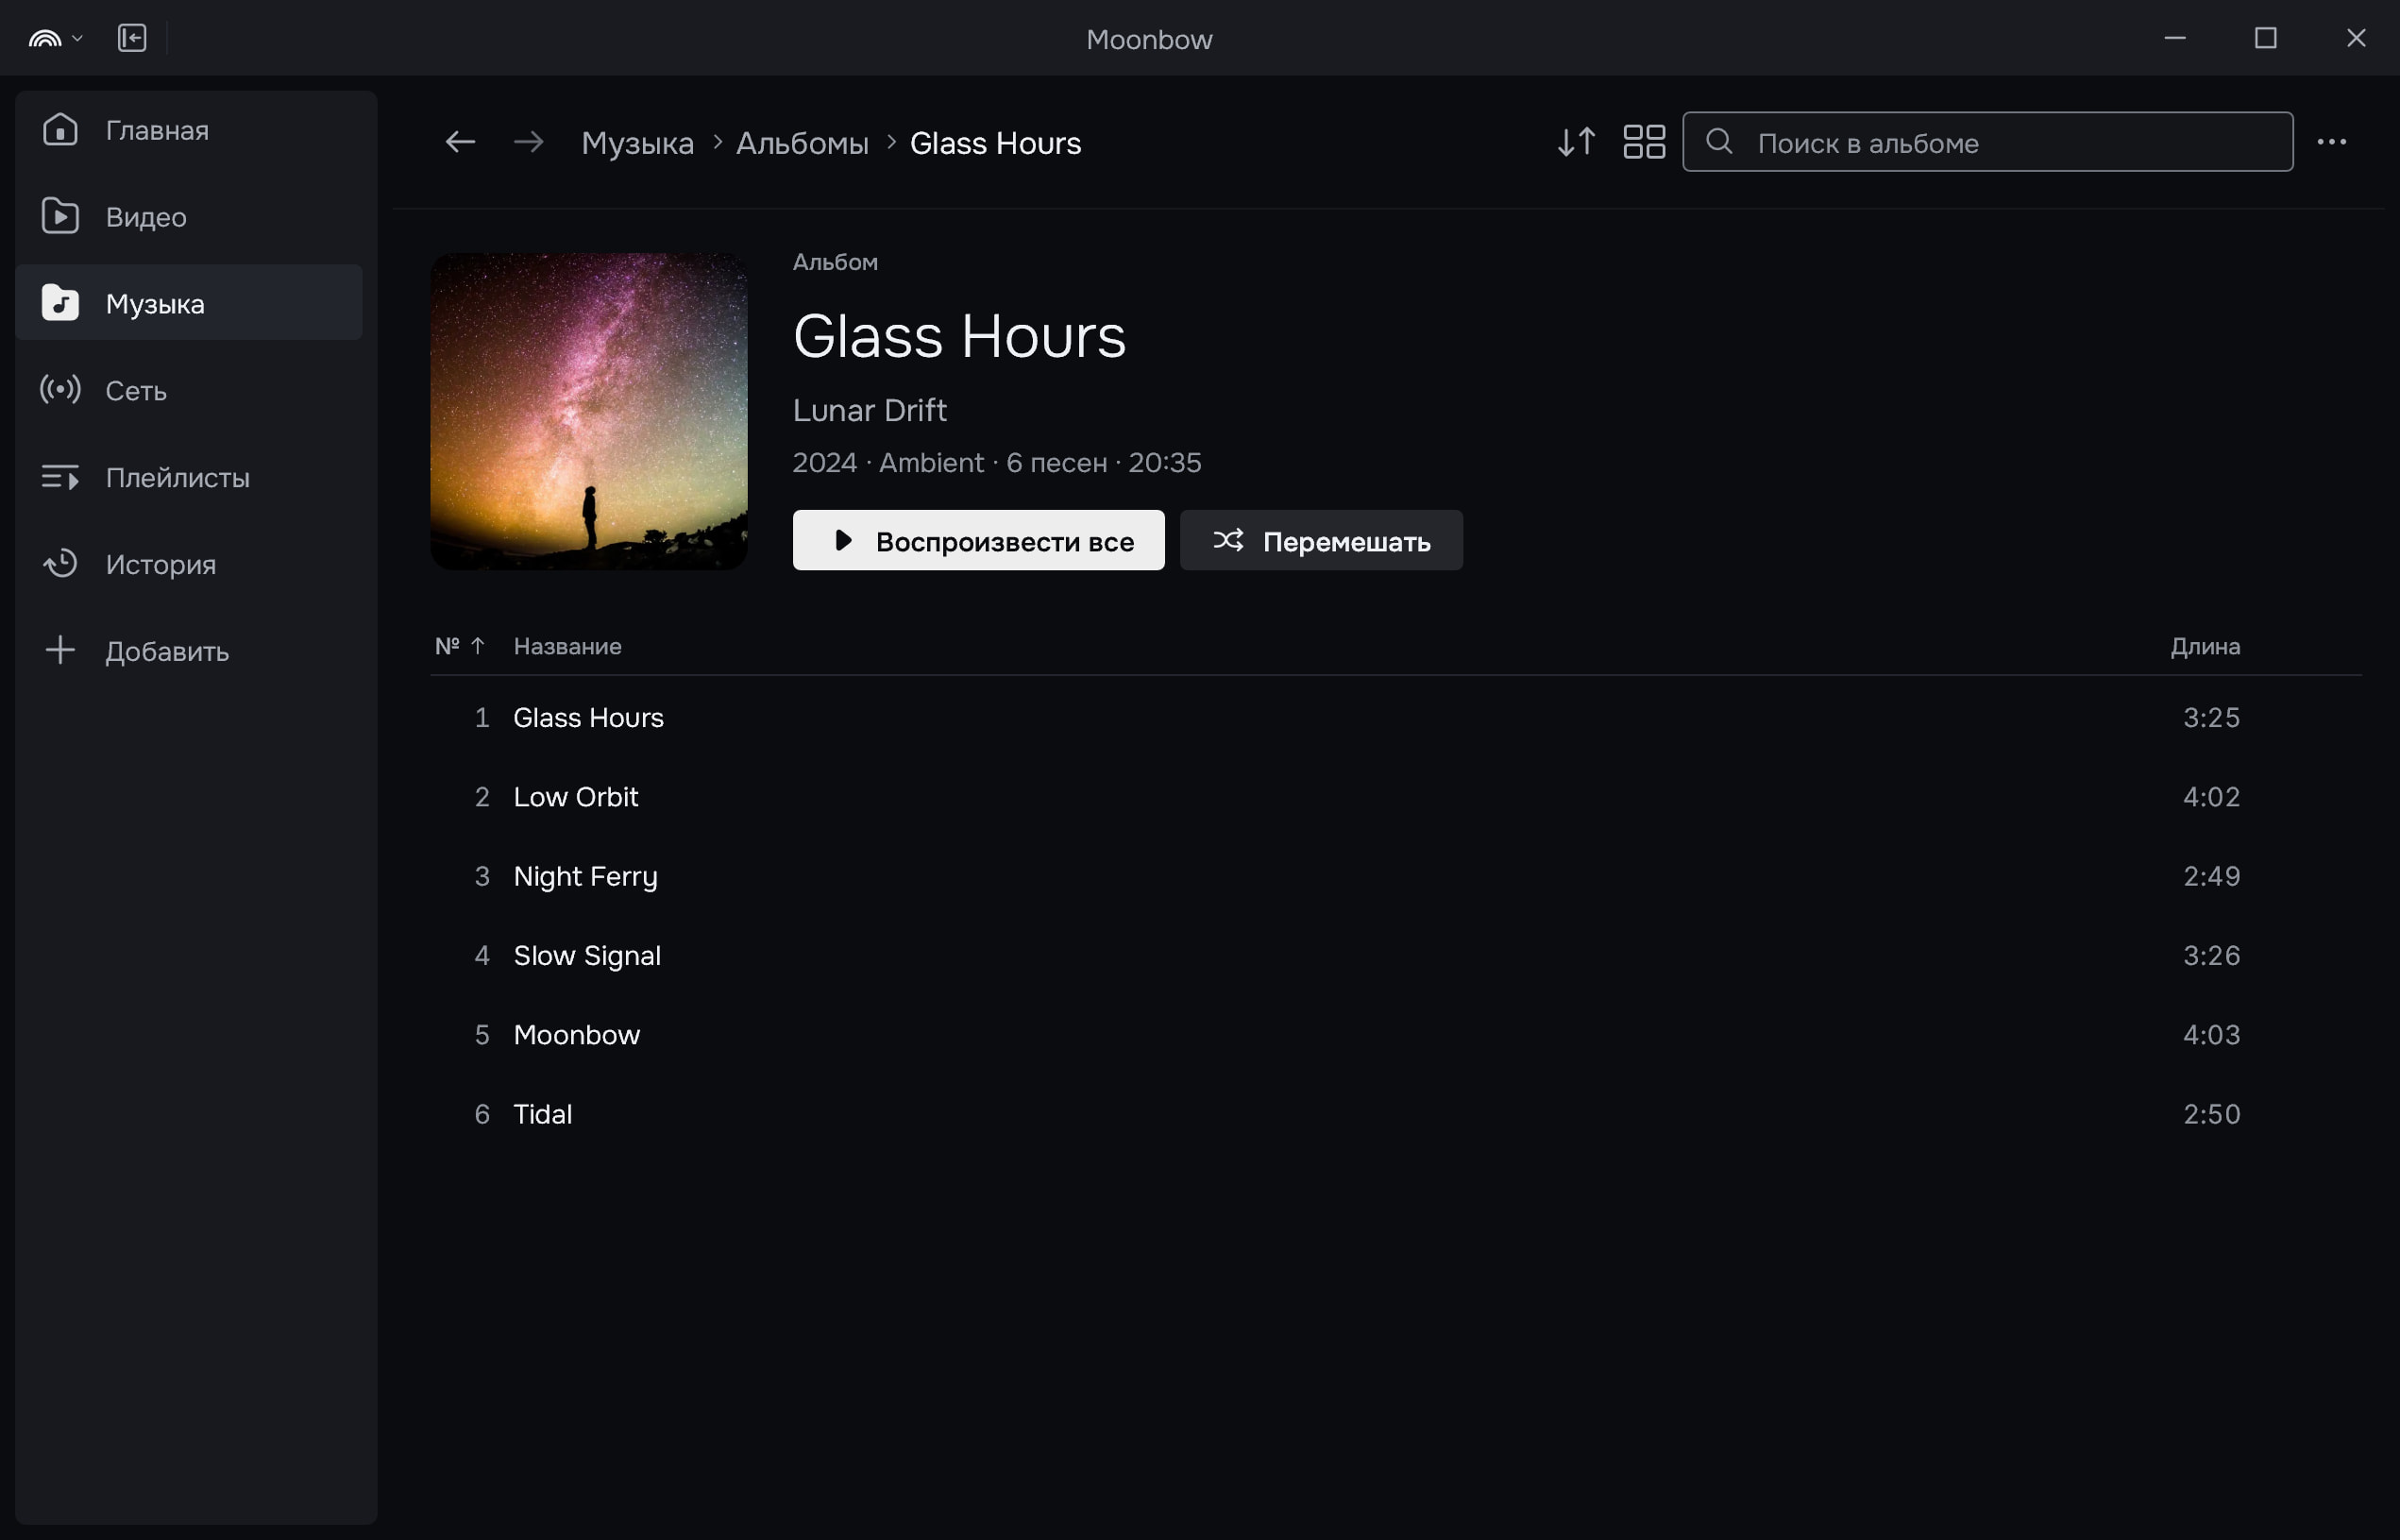 Moonbow
Главная
Видео
Музыка
Сеть
Плейлисты
История
Добавить
Музыка > Альбомы > Glass Hours
Поиск в альбоме
Альбом
Glass Hours
Lunar Drift
2024 · Ambient · 6 песен · 20:35
Воспроизвести все
Перемешать
№ ↑ Название Длина
1 Glass Hours 3:25
2 Low Orbit 4:02
3 Night Ferry 2:49
4 Slow Signal 3:26
5 Moonbow 4:03
6 Tidal 2:50